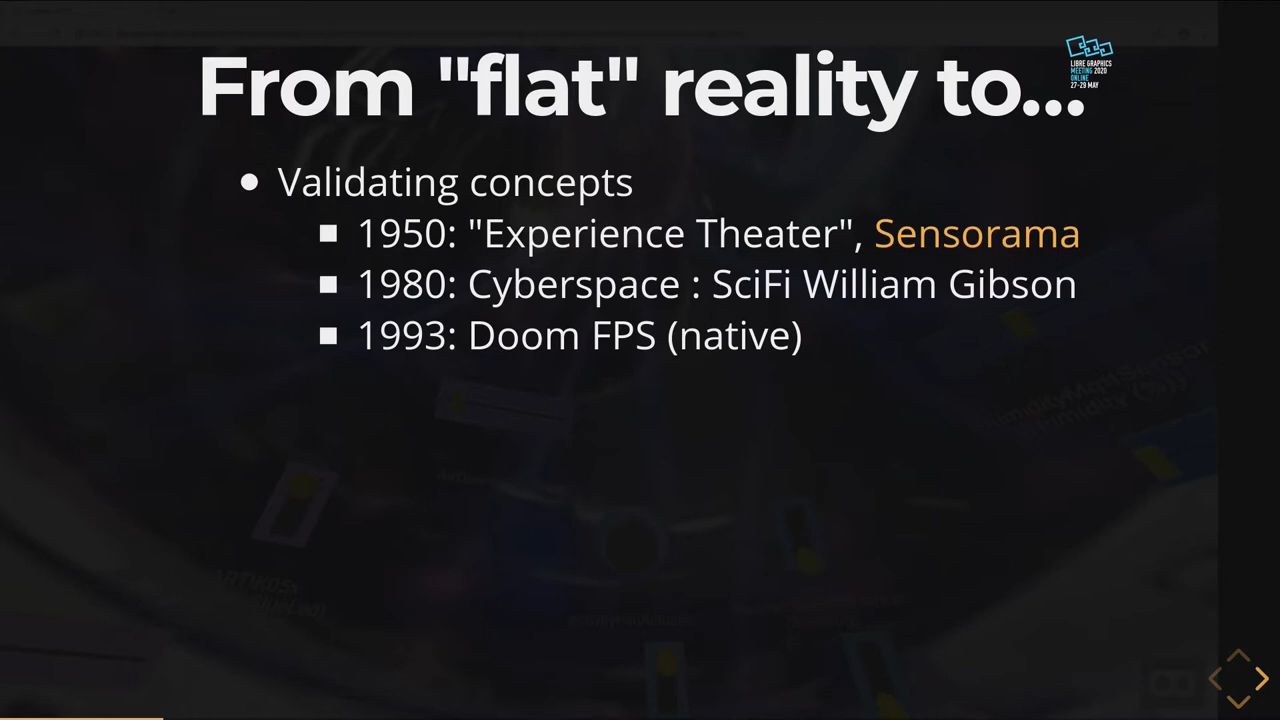 From "flat" reality to...
LIBRE GRAPHICS
MEETING 2020
ONLINE
27-29 MAY
Validating concepts
1950: "Experience Theater", Sensorama
1980: Cyberspace : SciFi William Gibson
1993: Doom FPS (native)